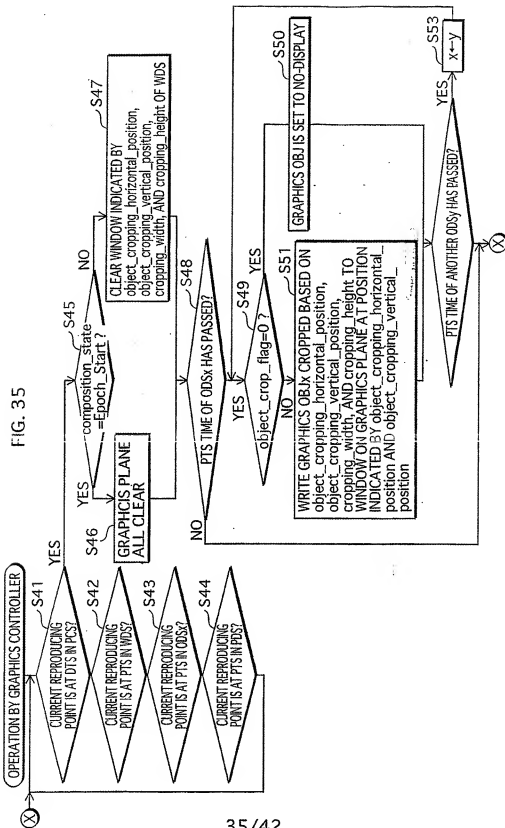 FIG. 35
OPERATION BY GRAPHICS CONTROLLER
X
S41
CURRENT REPRODUCING
POINT IS AT DTS IN PCS?
YES
S42
CURRENT REPRODUCING
POINT IS AT PTS IN WDS?
S43
CURRENT REPRODUCING
POINT IS AT PTS IN ODSx?
S44
CURRENT REPRODUCING
POINT IS AT PTS IN PDS?
S45
composition_state
=Epoch_Start ?
YES
NO
S46
GRAPHCIS PLANE
ALL CLEAR
S47
CLEAR WINDOW INDICATED BY
object_cropping_horizontal_position,
object_cropping_vertical_position,
cropping_width, AND cropping_height OF WDS
S48
PTS TIME OF ODSx HAS PASSED?
NO
YES
S49
object_crop_flag=0 ?
YES
NO
S50
GRAPHICS OBJ IS SET TO NO-DISPLAY
S51
WRITE GRAPHICS OBJx CROPPED BASED ON
object_cropping_horizontal_position,
object_cropping_vertical_position,
cropping_width, AND cropping_height TO
WINDOW ON GRAPHICS PLANE AT POSITION
INDICATED BY object_cropping_horizontal_
position AND object_cropping_vertical_
position
PTS TIME OF ANOTHER ODSy HAS PASSED?
YES
S53
x←y
X
35/42